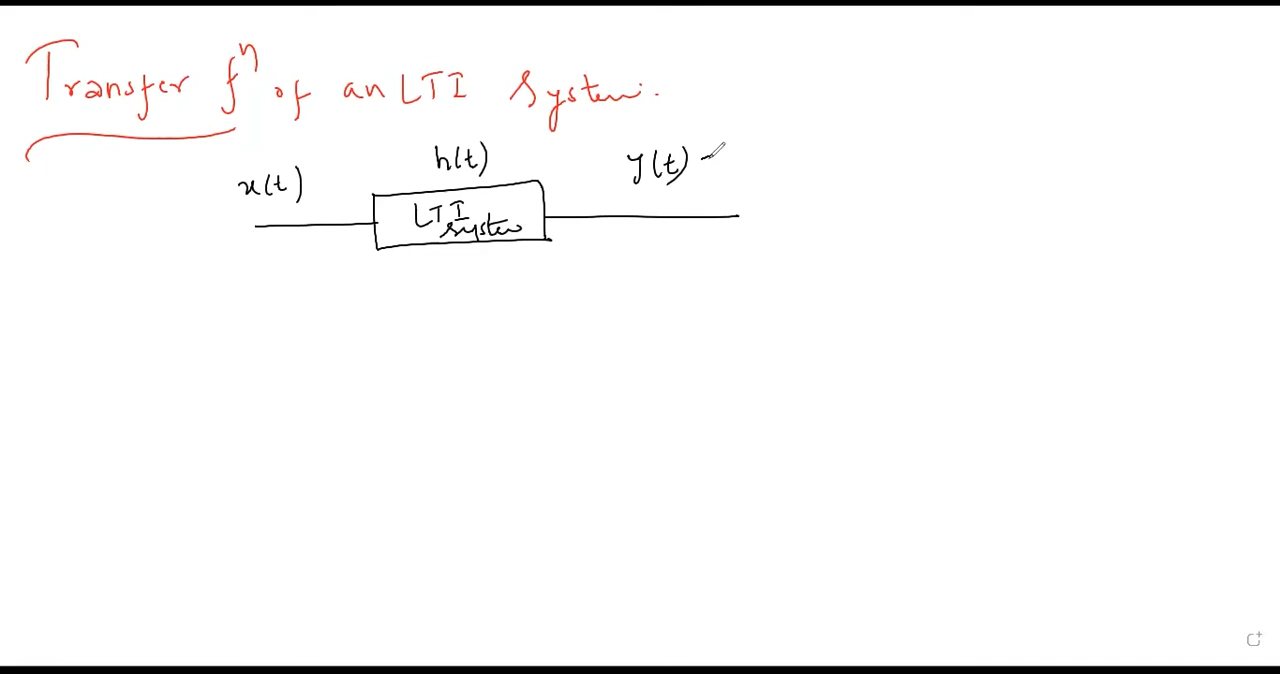 Transfer fⁿ of an LTI System.
x(t) h(t) y(t) -
LTI
system